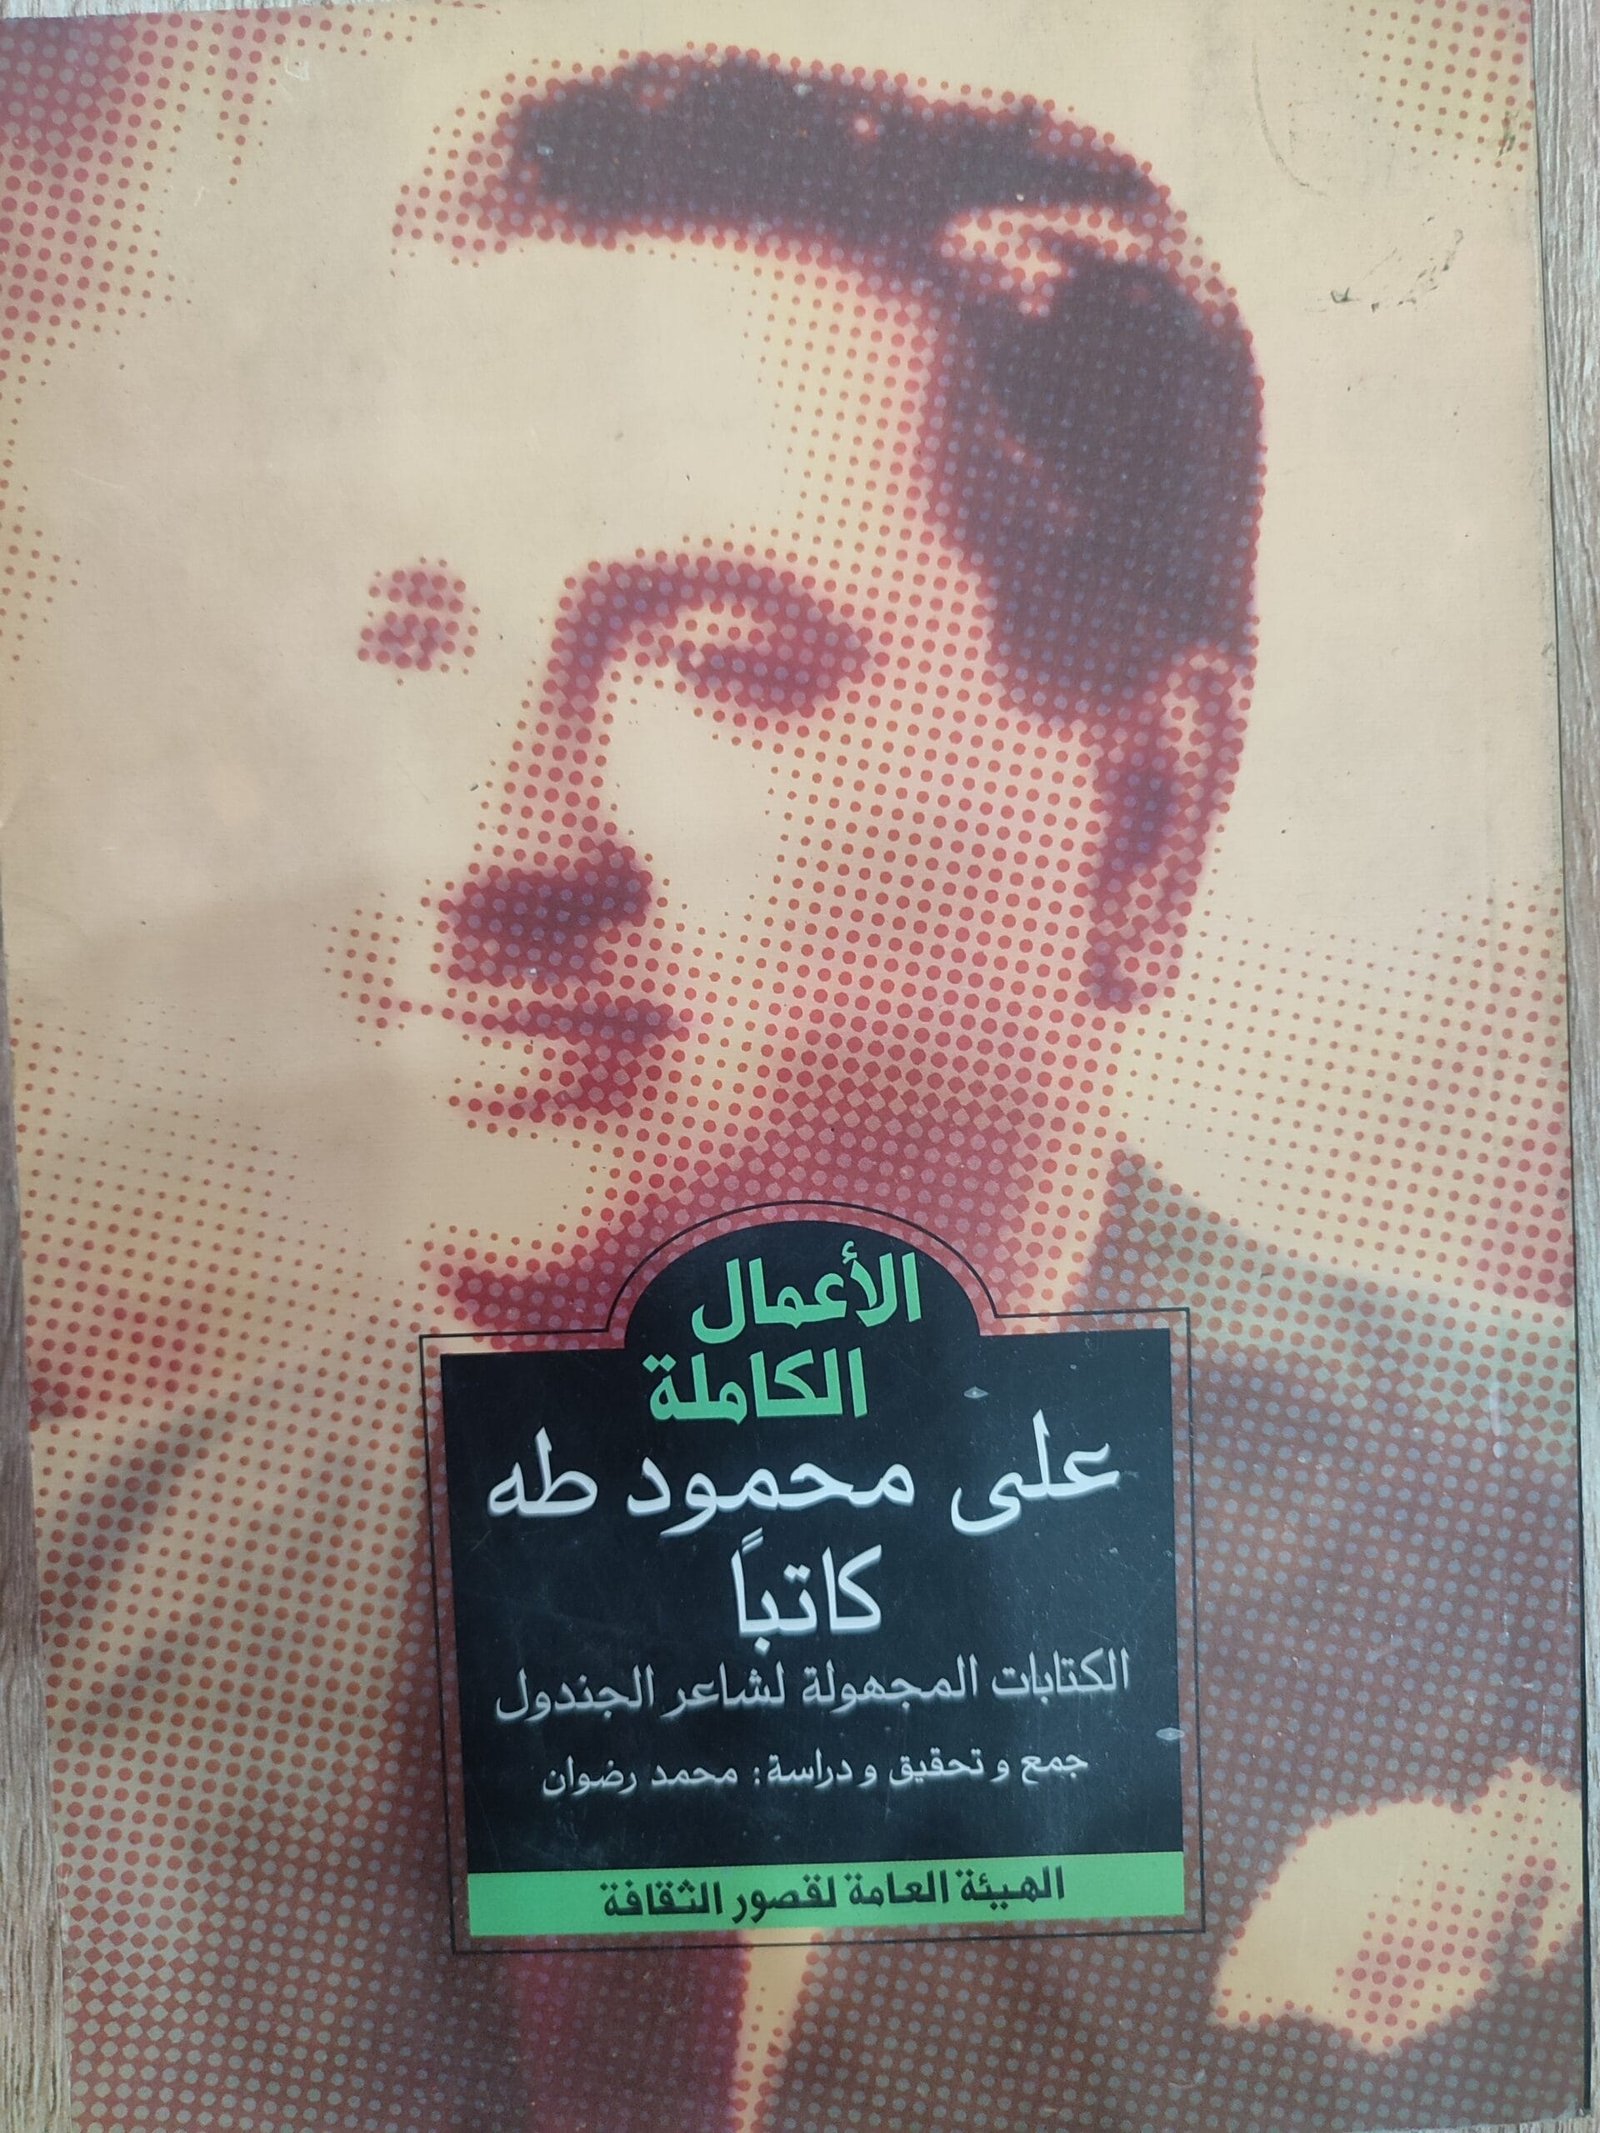 الأعمال
الكاملة
على محمود طه
كاتباً
الكتابات المجهولة لشاعر الجندول
جمع و تحقيق و دراسة: محمد رضوان
الهيئة العامة لقصور الثقافة